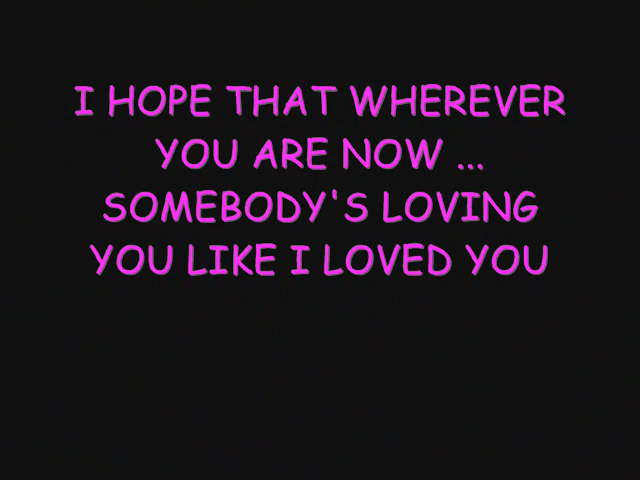 I HOPE THAT WHEREVER
YOU ARE NOW ...
SOMEBODY'S LOVING
YOU LIKE I LOVED YOU